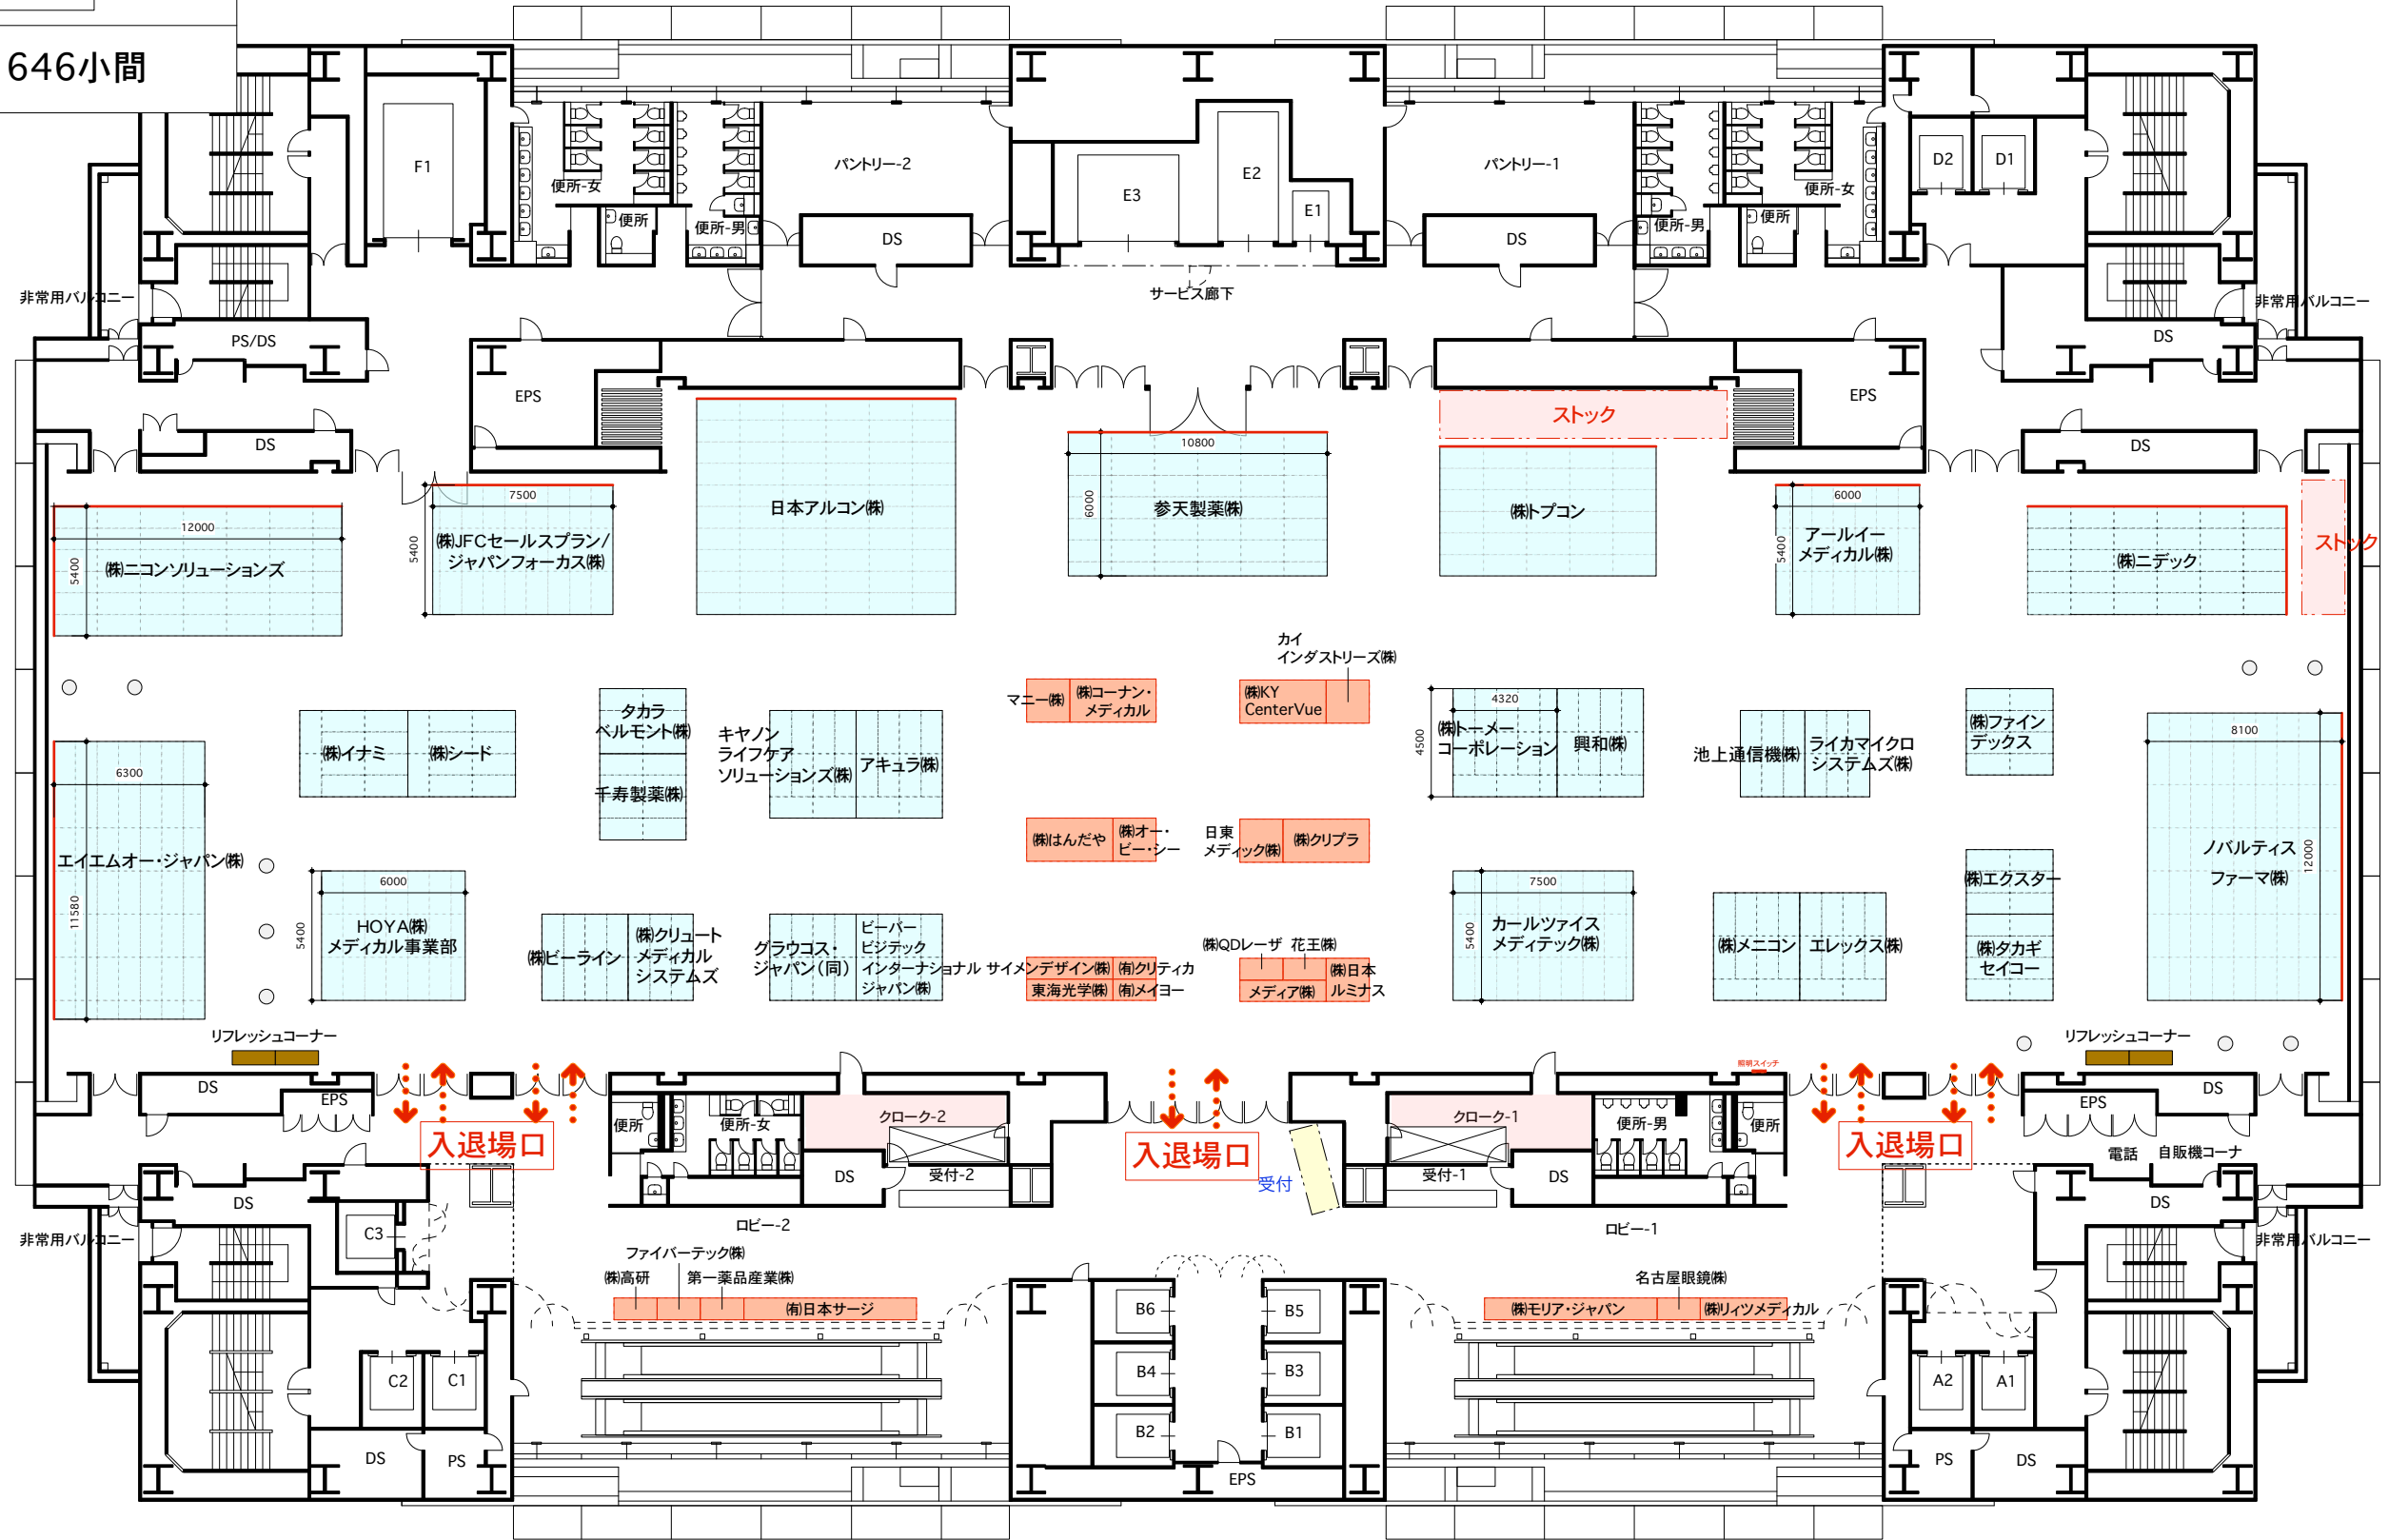 646小間
F1
便所-女
便所
便所-男
パントリー-2
DS
E3
E2
E1
サービス廊下
パントリー-1
DS
便所-男
便所
便所-女
D2
D1
非常用バルコニー
PS/DS
非常用バルコニー
DS
EPS
EPS
DS
DS
ストック
ストック
12000
5400
㈱ニコンソリューションズ
7500
5400
㈱JFCセールスプラン/
ジャパンフォーカス㈱
日本アルコン㈱
10800
6000
参天製薬㈱
㈱トプコン
6000
5400
アールイー
メディカル㈱
㈱ニデック
㈱イナミ
㈱シード
タカラ
ベルモント㈱
千寿製薬㈱
キヤノン
ライフケア
ソリューションズ㈱
アキュラ㈱
マニー㈱
㈱コーナン・
メディカル
カイ
インダストリーズ㈱
㈱KY
CenterVue
4320
4500
㈱トーメー
コーポレーション
興和㈱
池上通信機㈱
ライカマイクロ
システムズ㈱
㈱ファイン
デックス
8100
12000
ノバルティス
ファーマ㈱
6300
11580
エイエムオー・ジャパン㈱
㈱はんだや
㈱オー・
ビー・シー
日東
メディック㈱
㈱クリプラ
6000
5400
HOYA㈱
メディカル事業部
㈱ビーライン
㈱クリュート
メディカル
システムズ
グラウコス・
ジャパン(同)
ビーバー
ビジテック
インターナショナル
ジャパン㈱
サイメンデザイン㈱
㈲クリティカ
東海光学㈱
㈲メイヨー
㈱QDレーザ
花王㈱
メディア㈱
㈱日本
ルミナス
7500
5400
カールツァイス
メディテック㈱
㈱メニコン
エレックス㈱
㈱エクスター
㈱タカギ
セイコー
リフレッシュコーナー
リフレッシュコーナー
照明スイッチ
DS
EPS
入退場口
便所
便所-女
クローク-2
DS
受付-2
入退場口
受付
クローク-1
受付-1
DS
便所-男
便所
入退場口
EPS
DS
電話
自販機コーナ
DS
C3
非常用バルコニー
ロビー-2
ロビー-1
DS
非常用バルコニー
ファイバーテック㈱
㈱高研
第一薬品産業㈱
㈲日本サージ
名古屋眼鏡㈱
㈱モリア・ジャパン
㈱リィツメディカル
B6
B5
B4
B3
B2
B1
EPS
C2
C1
DS
PS
A2
A1
PS
DS